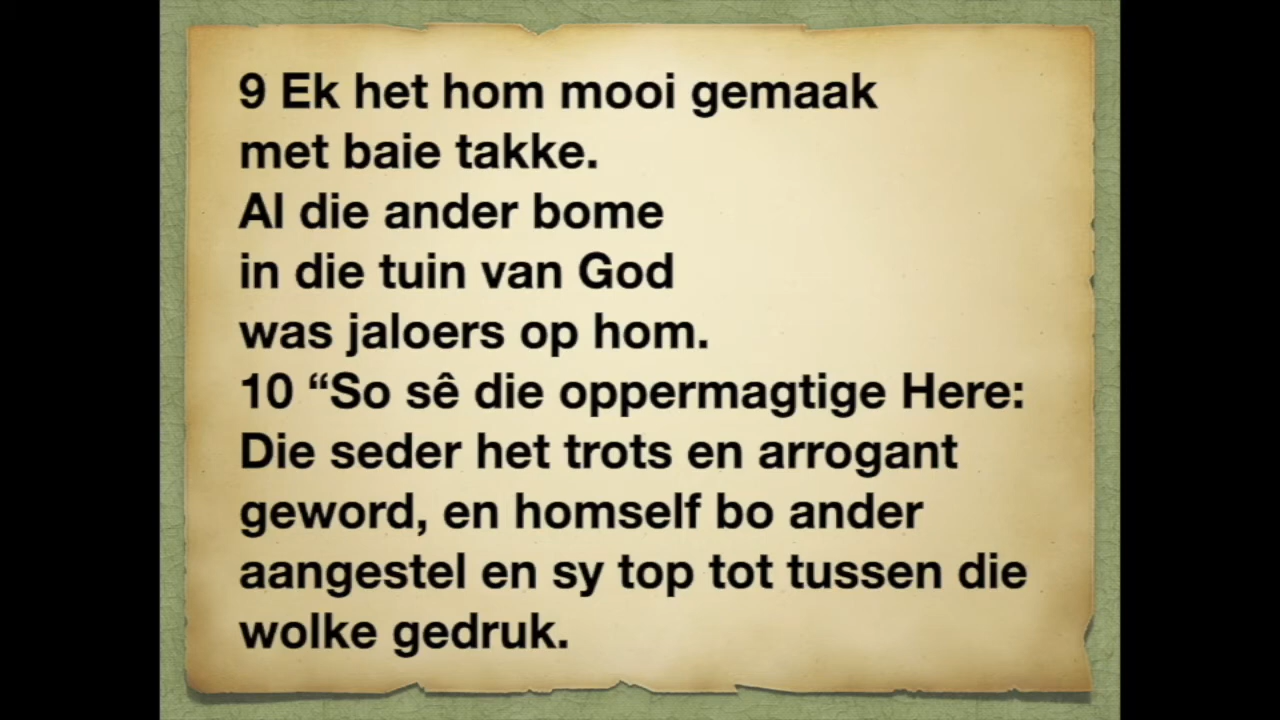 9 Ek het hom mooi gemaak
met baie takke.
Al die ander bome
in die tuin van God
was jaloers op hom.
10 “So sê die oppermagtige Here:
Die seder het trots en arrogant
geword, en homself bo ander
aangestel en sy top tot tussen die
wolke gedruk.